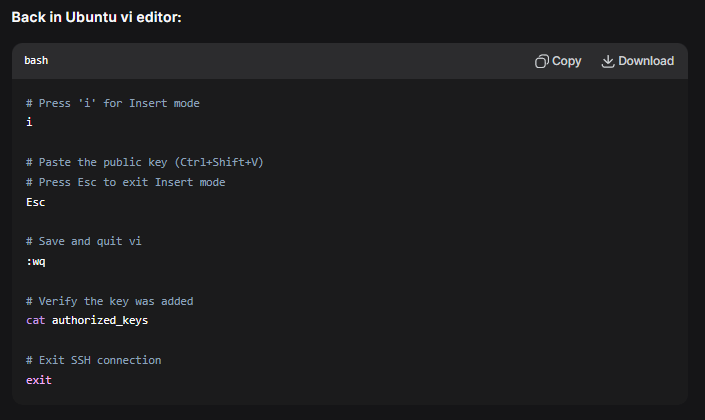 Back in Ubuntu vi editor:
bash
Copy
Download
# Press 'i' for Insert mode
i
# Paste the public key (Ctrl+Shift+V)
# Press Esc to exit Insert mode
Esc
# Save and quit vi
:wq
# Verify the key was added
cat authorized_keys
# Exit SSH connection
exit